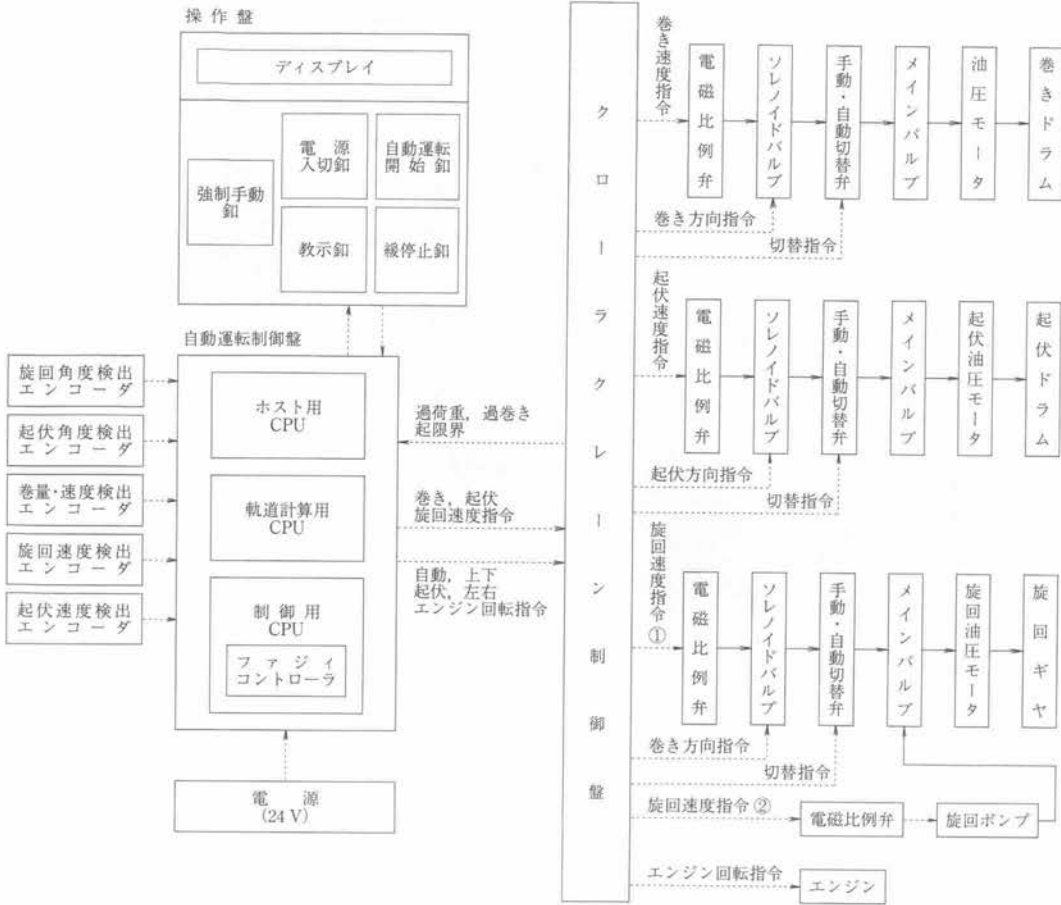 操作盤
ディスプレイ
強制手動
釦
電源
入切釦
自動運転
開始釦
教示釦
緩停止釦
自動運転制御盤
旋回角度検出
エンコーダ
起伏角度検出
エンコーダ
巻量・速度検出
エンコーダ
旋回速度検出
エンコーダ
起伏速度検出
エンコーダ
ホスト用
CPU
軌道計算用
CPU
制御用
CPU
ファジィ
コントローラ
電源
(24 V)
過荷重，過巻き
起限界
巻き，起伏
旋回速度指令
自動，上下
起伏，左右
エンジン回転指令
クローラクレーン制御盤
巻き速度指令
電磁比例弁
ソレノイドバルブ
手動・自動切替弁
メインバルブ
油圧モータ
巻きドラム
巻き方向指令
切替指令
起伏速度指令
電磁比例弁
ソレノイドバルブ
手動・自動切替弁
メインバルブ
起伏油圧モータ
起伏ドラム
起伏方向指令
切替指令
旋回速度指令①
電磁比例弁
ソレノイドバルブ
手動・自動切替弁
メインバルブ
旋回油圧モータ
旋回ギヤ
巻き方向指令
切替指令
旋回速度指令②
電磁比例弁
旋回ポンプ
エンジン回転指令
エンジン